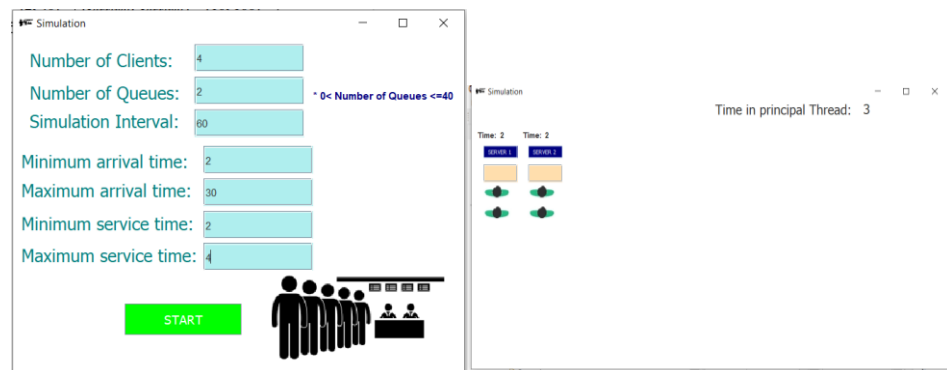 Simulation
Number of Clients: 4
Number of Queues: 2
* 0< Number of Queues <=40
Simulation Interval: 60
Minimum arrival time: 2
Maximum arrival time: 30
Minimum service time: 2
Maximum service time: 4
START
Simulation
Time in principal Thread: 3
Time: 2 Time: 2
SERVER 1 SERVER 2